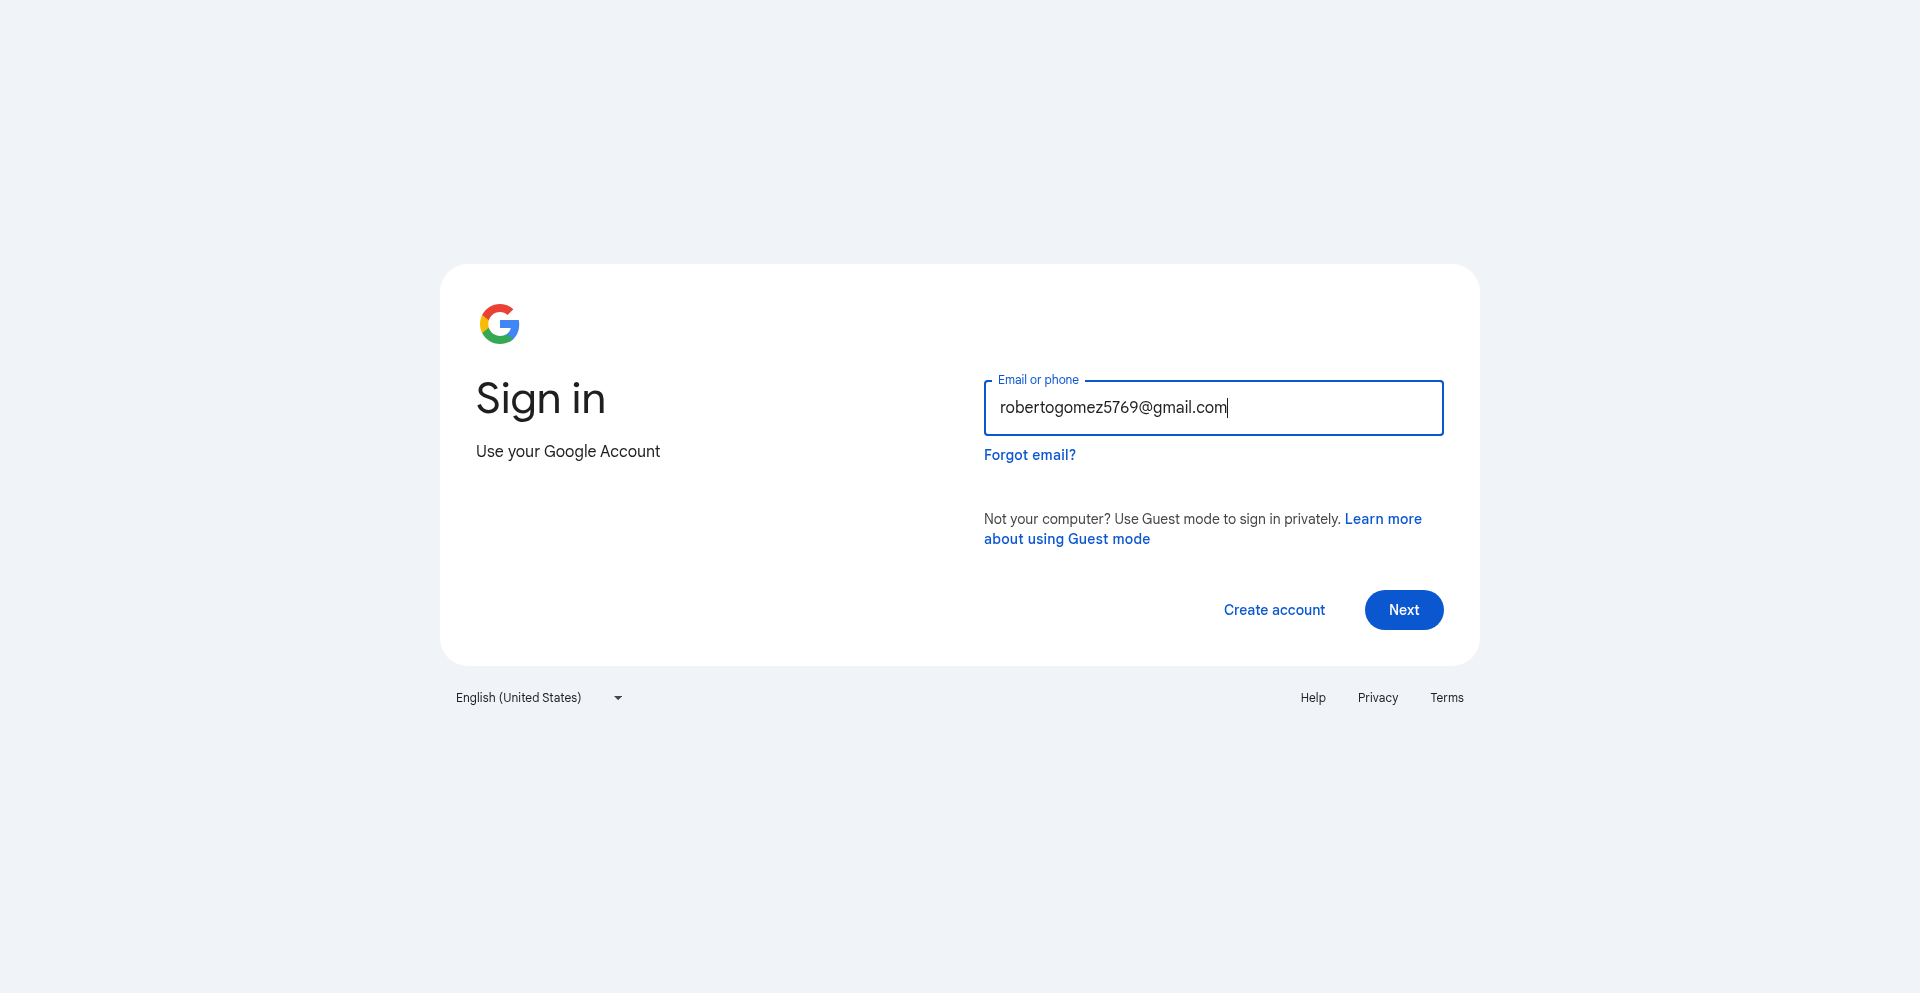 Sign in
Use your Google Account
Email or phone
robertogomez5769@gmail.com
Forgot email?
Not your computer? Use Guest mode to sign in privately. Learn more
about using Guest mode
Create account
Next
English (United States)
Help
Privacy
Terms